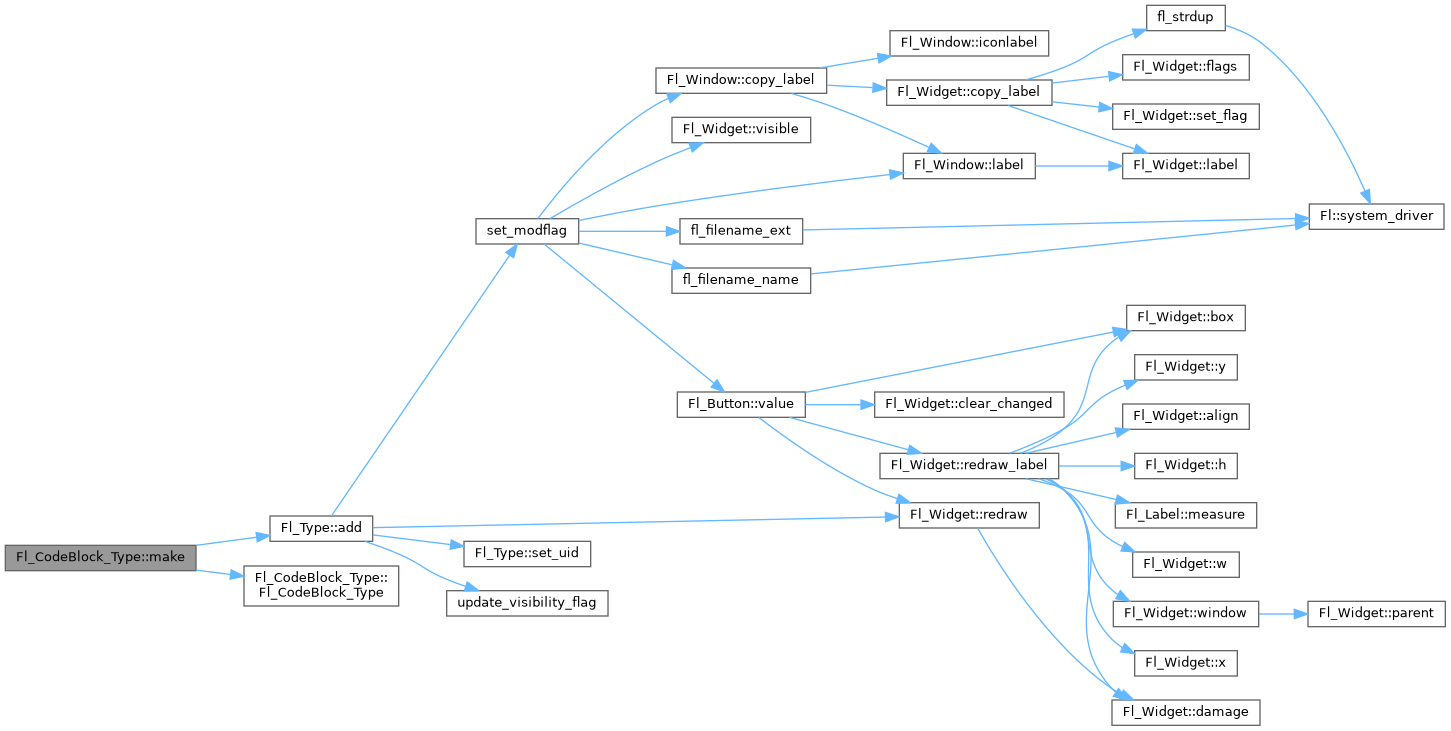 fl_strdup
Fl_Window::iconlabel
Fl_Widget::flags
Fl_Window::copy_label
Fl_Widget::copy_label
Fl_Widget::set_flag
Fl_Widget::visible
Fl_Window::label
Fl_Widget::label
Fl::system_driver
set_modflag
fl_filename_ext
fl_filename_name
Fl_Widget::box
Fl_Widget::y
Fl_Button::value
Fl_Widget::clear_changed
Fl_Widget::align
Fl_Widget::redraw_label
Fl_Widget::h
Fl_Widget::redraw
Fl_Label::measure
Fl_Type::add
Fl_Type::set_uid
Fl_CodeBlock_Type::make
Fl_Widget::w
Fl_CodeBlock_Type::
Fl_CodeBlock_Type
update_visibility_flag
Fl_Widget::window
Fl_Widget::parent
Fl_Widget::x
Fl_Widget::damage